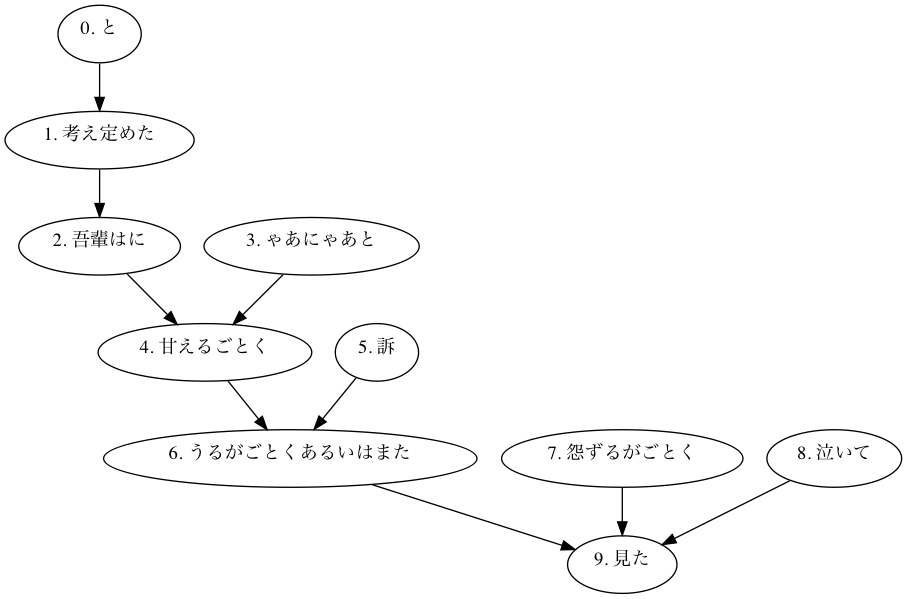 0. と
1. 考え定めた
2. 吾輩はに
3. ゃあにゃあと
4. 甘えるごとく
5. 訴
6. うるがごとくあるいはまた
7. 怨ずるがごとく
8. 泣いて
9. 見た